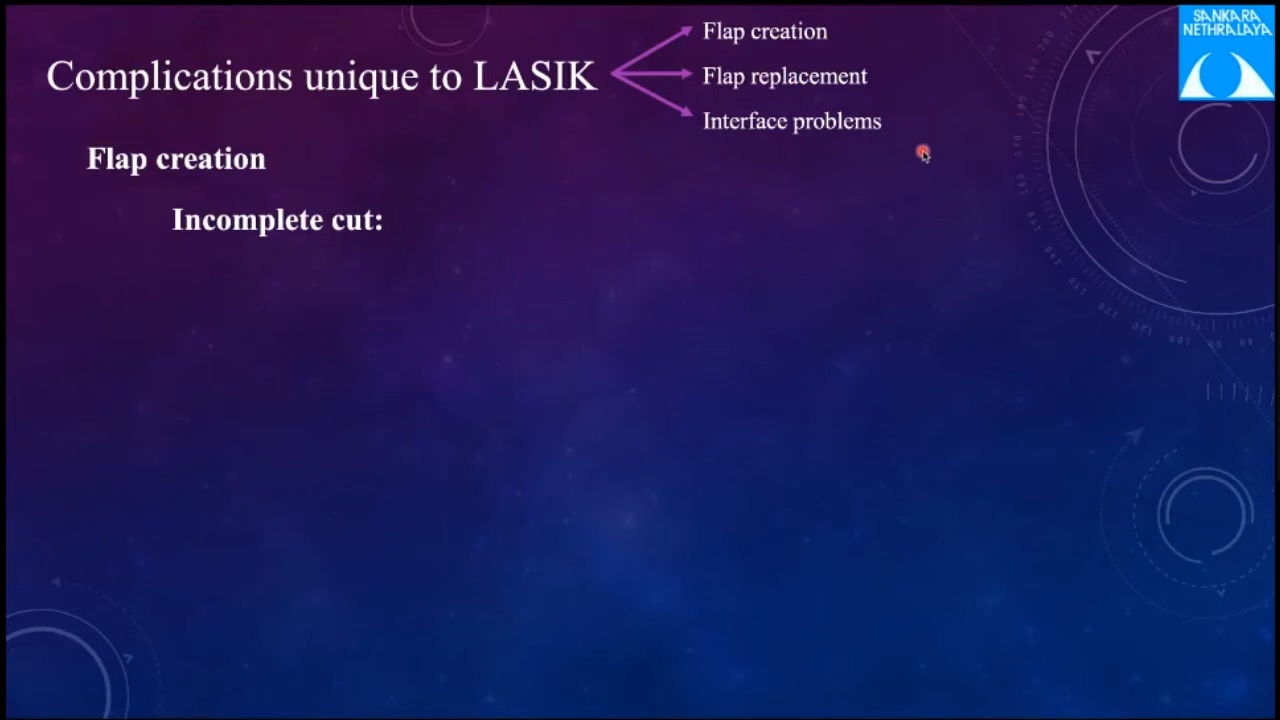 Complications unique to LASIK
Flap creation
Flap replacement
Interface problems
SANKARA
NETHRALAYA
Flap creation
Incomplete cut: